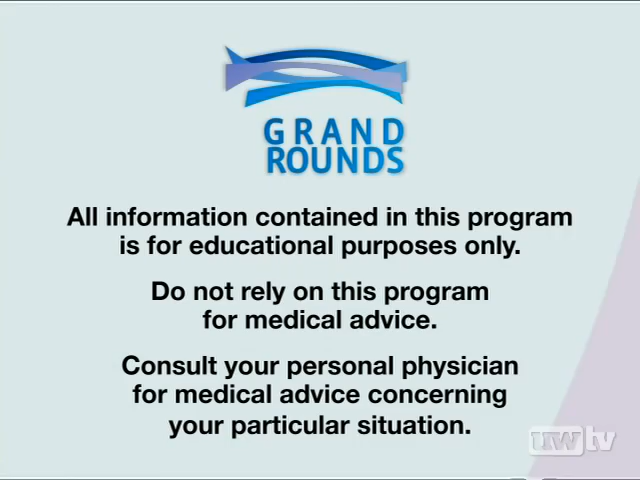 GRAND
ROUNDS
All information contained in this program
is for educational purposes only.
Do not rely on this program
for medical advice.
Consult your personal physician
for medical advice concerning
your particular situation.
uwtv